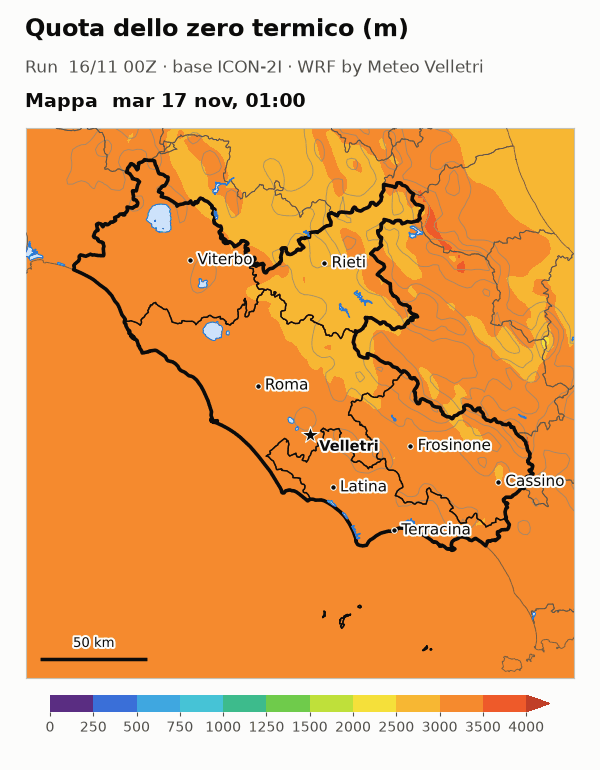 Quota dello zero termico (m)
Run  16/11 00Z · base ICON-2I · WRF by Meteo Velletri
Mappa  mar 17 nov, 01:00
Viterbo
Rieti
Roma
Velletri
Frosinone
Cassino
Latina
Terracina
50 km
0 250 500 750 1000 1250 1500 2000 2500 3000 3500 4000